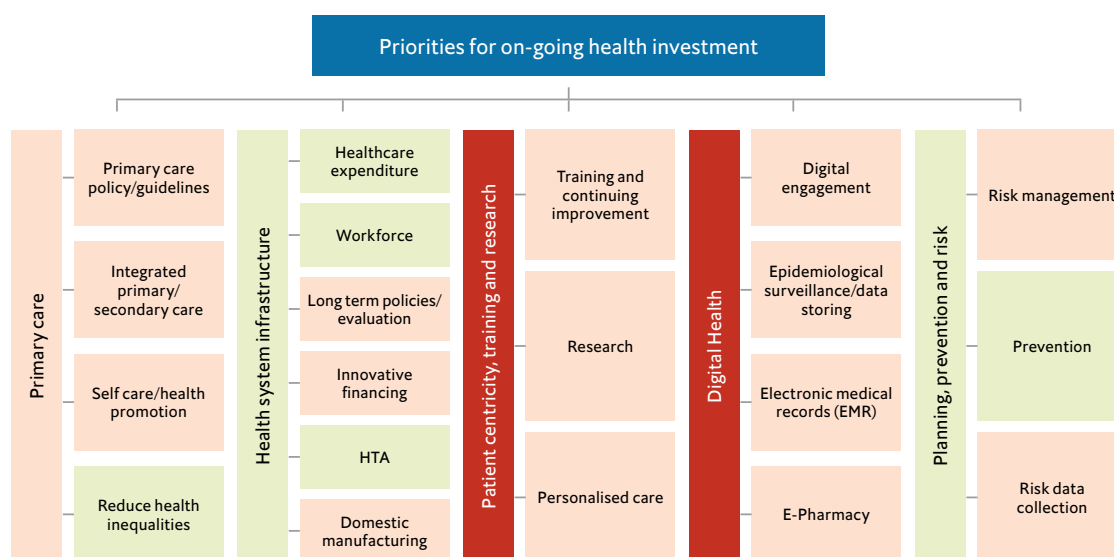 Priorities for on-going health investment
Primary care
Primary care
policy/guidelines
Integrated
primary/
secondary care
Self care/health
promotion
Reduce health
inequalities
Health system infrastructure
Healthcare
expenditure
Workforce
Long term policies/
evaluation
Innovative
financing
HTA
Domestic
manufacturing
Patient centricity, training and research
Training and
continuing
improvement
Research
Personalised care
Digital Health
Digital
engagement
Epidemiological
surveillance/data
storing
Electronic medical
records (EMR)
E-Pharmacy
Planning, prevention and risk
Risk management
Prevention
Risk data
collection